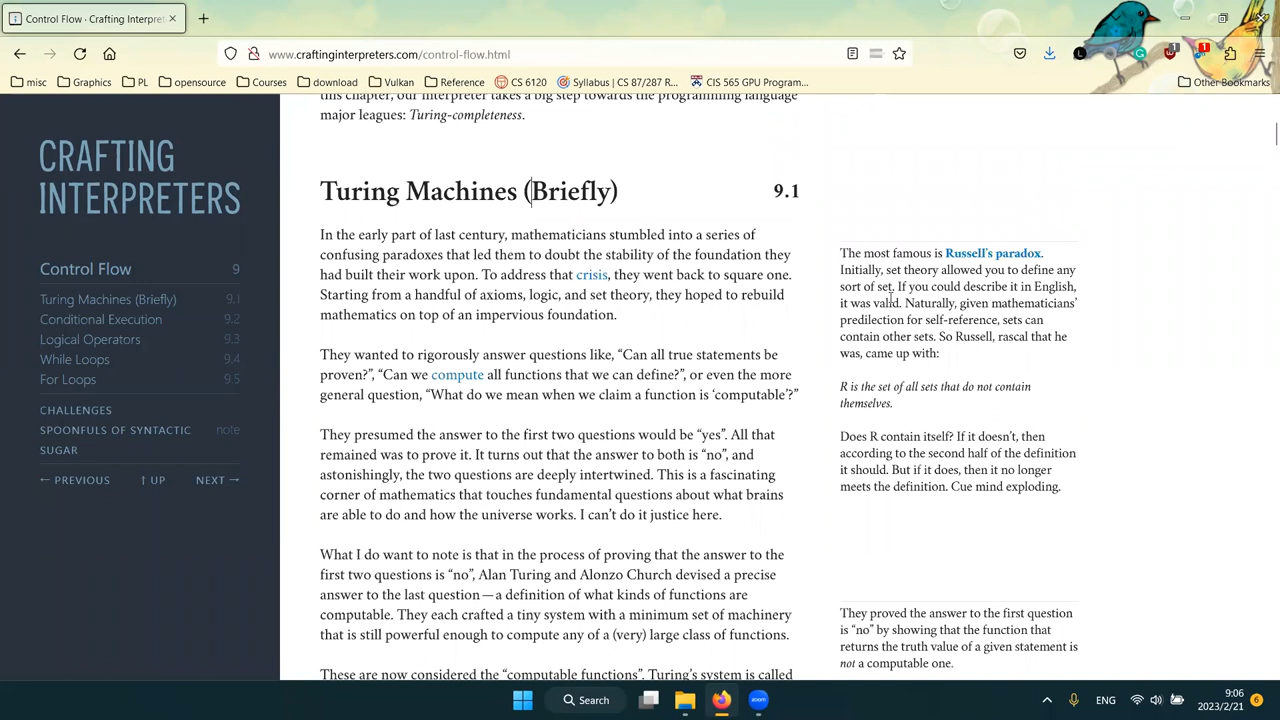 Control Flow · Crafting Interpret
www.craftinginterpreters.com/control-flow.html
misc
Graphics
PL
opensource
Courses
download
Vulkan
Reference
CS 6120
Syllabus | CS 87/287 R...
CIS 565 GPU Program...
Other Bookmarks
1
1
CRAFTING
INTERPRETERS
Control Flow 9
Turing Machines (Briefly) 9.1
Conditional Execution 9.2
Logical Operators 9.3
While Loops 9.4
For Loops 9.5
CHALLENGES
SPOONFULS OF SYNTACTIC note
SUGAR
← PREVIOUS ↑ UP NEXT →
this chapter, our interpreter takes a big step towards the programming language
major leagues: Turing-completeness.
Turing Machines (Briefly) 9.1
In the early part of last century, mathematicians stumbled into a series of
confusing paradoxes that led them to doubt the stability of the foundation they
had built their work upon. To address that crisis, they went back to square one.
Starting from a handful of axioms, logic, and set theory, they hoped to rebuild
mathematics on top of an impervious foundation.
They wanted to rigorously answer questions like, “Can all true statements be
proven?”, “Can we compute all functions that we can define?”, or even the more
general question, “What do we mean when we claim a function is ‘computable’?”
They presumed the answer to the first two questions would be “yes”. All that
remained was to prove it. It turns out that the answer to both is “no”, and
astonishingly, the two questions are deeply intertwined. This is a fascinating
corner of mathematics that touches fundamental questions about what brains
are able to do and how the universe works. I can’t do it justice here.
What I do want to note is that in the process of proving that the answer to the
first two questions is “no”, Alan Turing and Alonzo Church devised a precise
answer to the last question—a definition of what kinds of functions are
computable. They each crafted a tiny system with a minimum set of machinery
that is still powerful enough to compute any of a (very) large class of functions.
These are now considered the “computable functions”. Turing’s system is called
The most famous is Russell’s paradox.
Initially, set theory allowed you to define any
sort of set. If you could describe it in English,
it was valid. Naturally, given mathematicians’
predilection for self-reference, sets can
contain other sets. So Russell, rascal that he
was, came up with:
R is the set of all sets that do not contain
themselves.
Does R contain itself? If it doesn’t, then
according to the second half of the definition
it should. But if it does, then it no longer
meets the definition. Cue mind exploding.
They proved the answer to the first question
is “no” by showing that the function that
returns the truth value of a given statement is
not a computable one.
Search
zoom
ENG
9:06
2023/2/21
6